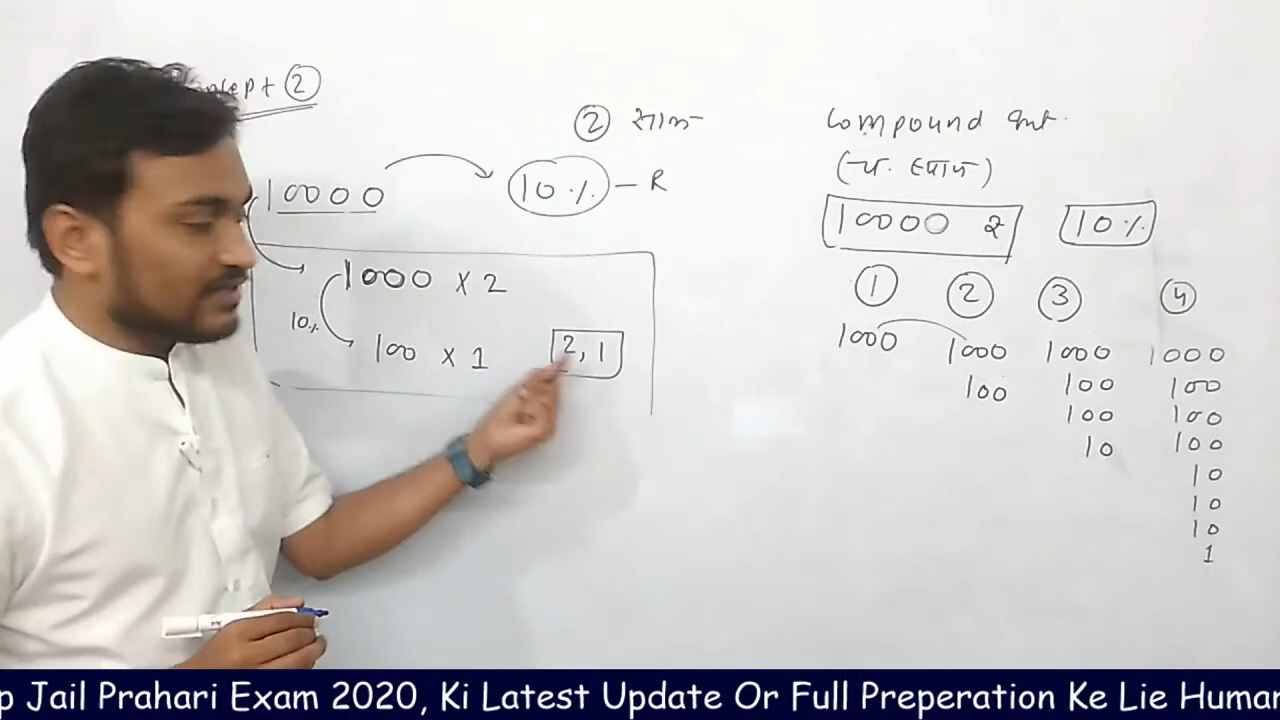 ncept 2
2 साल
10000
10% – R
1000 × 2
10%
100 × 1
2, 1
Compound Int.
(च. ब्याज)
10000 रु
10%
1 2 3 4
1000 1000 1000 1000
100 100 100
100 100
10 100
10
10
10
1
p Jail Prahari Exam 2020, Ki Latest Update Or Full Preperation Ke Lie Human